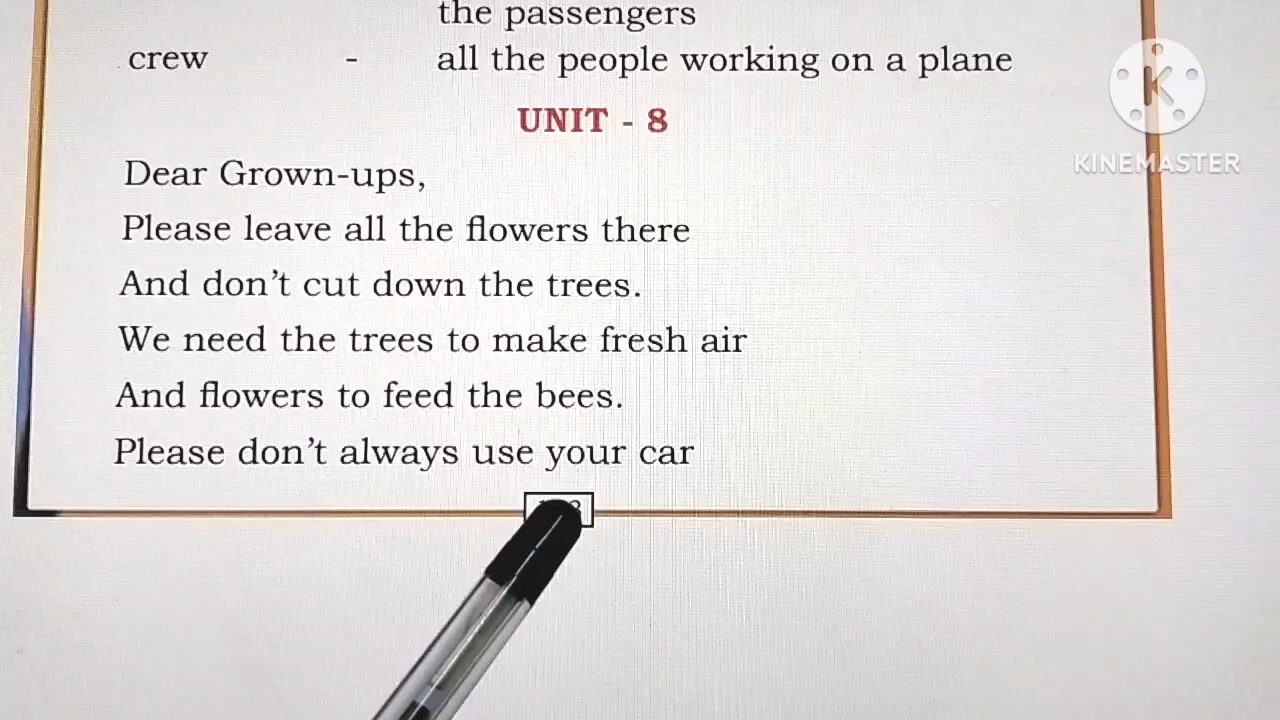 the passengers
crew - all the people working on a plane
K
KINEMASTER
UNIT - 8
Dear Grown-ups,
Please leave all the flowers there
And don't cut down the trees.
We need the trees to make fresh air
And flowers to feed the bees.
Please don't always use your car